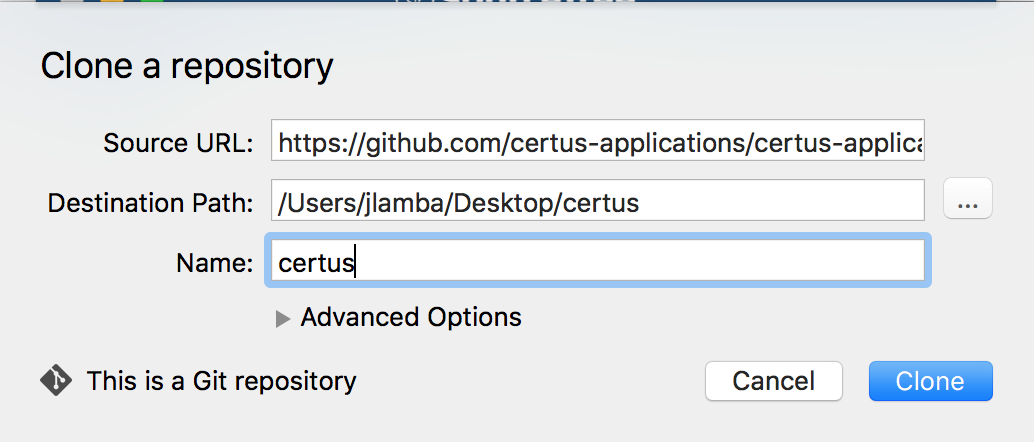 Clone a repository
Source URL: https://github.com/certus-applications/certus-applica
Destination Path: /Users/jlamba/Desktop/certus ...
Name: certus
Advanced Options
This is a Git repository Cancel Clone